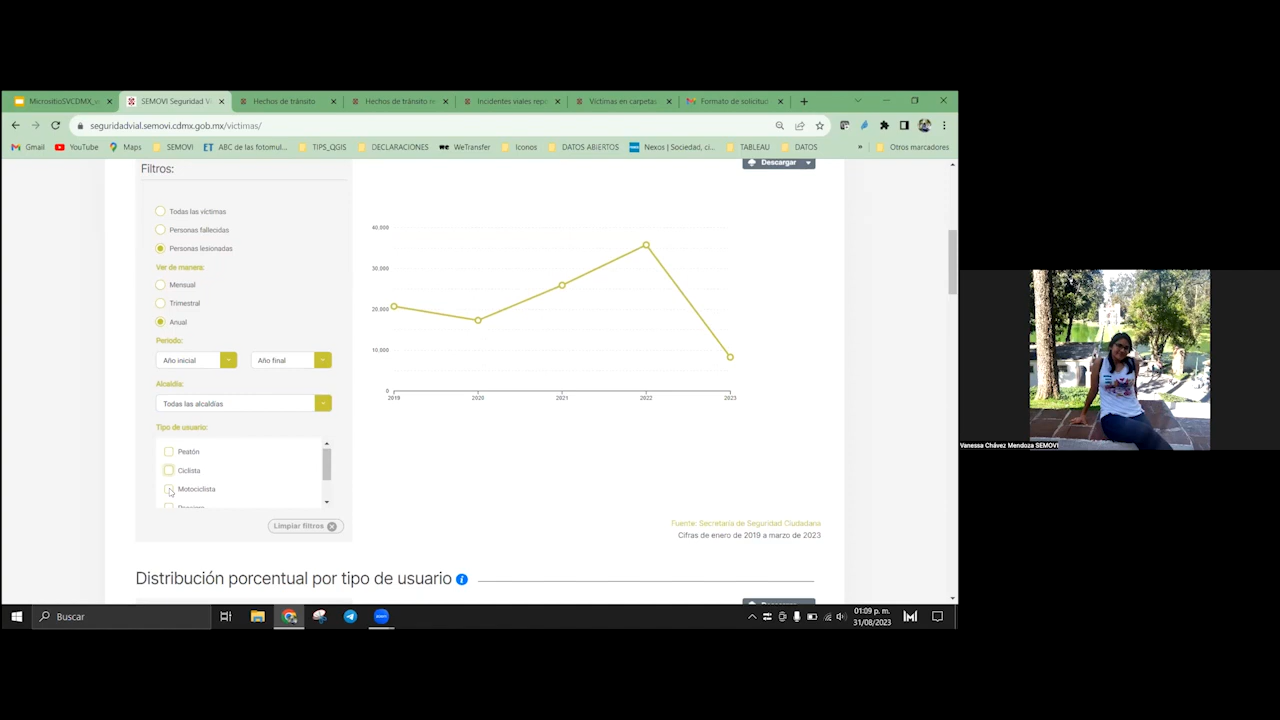 MicrositioSVCDMX_v
SEMOVI Seguridad Vi
Hechos de tránsito
Hechos de tránsito re
Incidentes viales repo
Víctimas en carpetas
Formato de solicitud
seguridadvial.semovi.cdmx.gob.mx/victimas/
Gmail
YouTube
Maps
SEMOVI
ET ABC de las fotomul...
TIPS_QGIS
DECLARACIONES
WeTransfer
Iconos
DATOS ABIERTOS
Nexos | Sociedad, ci...
TABLEAU
DATOS
»
Otros marcadores
Filtros:
Descargar
Todas las víctimas
Personas fallecidas
Personas lesionadas
Ver de manera:
Mensual
Trimestral
Anual
Periodo:
Año inicial
Año final
Alcaldía:
Todas las alcaldías
Tipo de usuario:
Peatón
Ciclista
Motociclista
Limpiar filtros
40,000
30,000
20,000
10,000
0
2019
2020
2021
2022
2023
Fuente: Secretaría de Seguridad Ciudadana
Cifras de enero de 2019 a marzo de 2023
Distribución porcentual por tipo de usuario
Buscar
01:09 p. m.
31/08/2023
Vanessa Chávez Mendoza SEMOVI